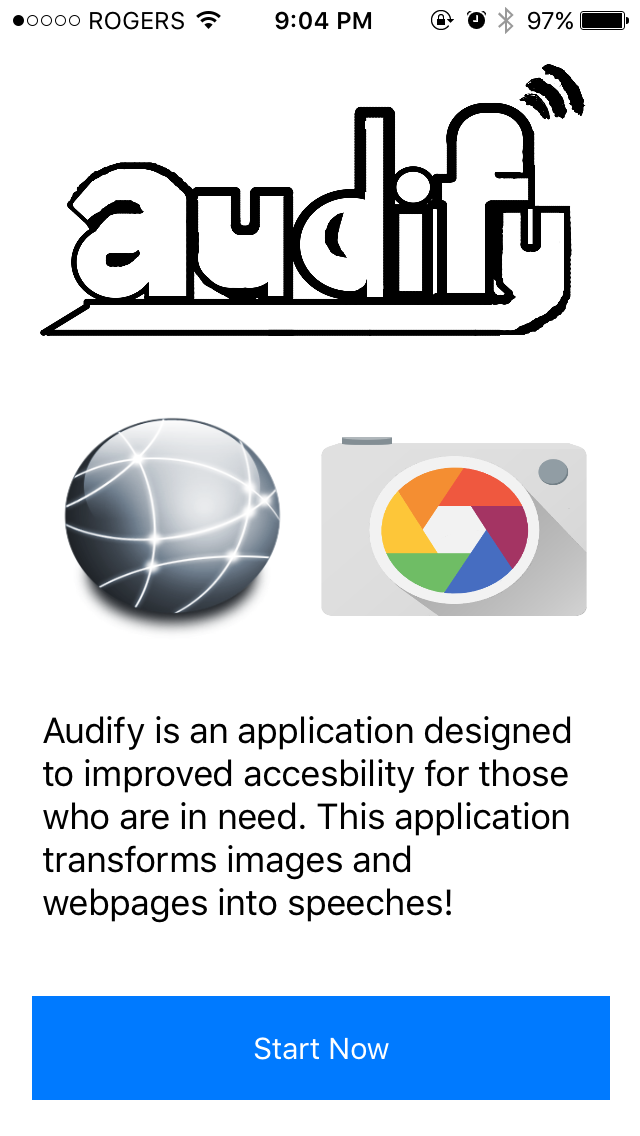 ROGERS 9:04 PM 97%
audify
Audify is an application designed
to improved accesbility for those
who are in need. This application
transforms images and
webpages into speeches!
Start Now